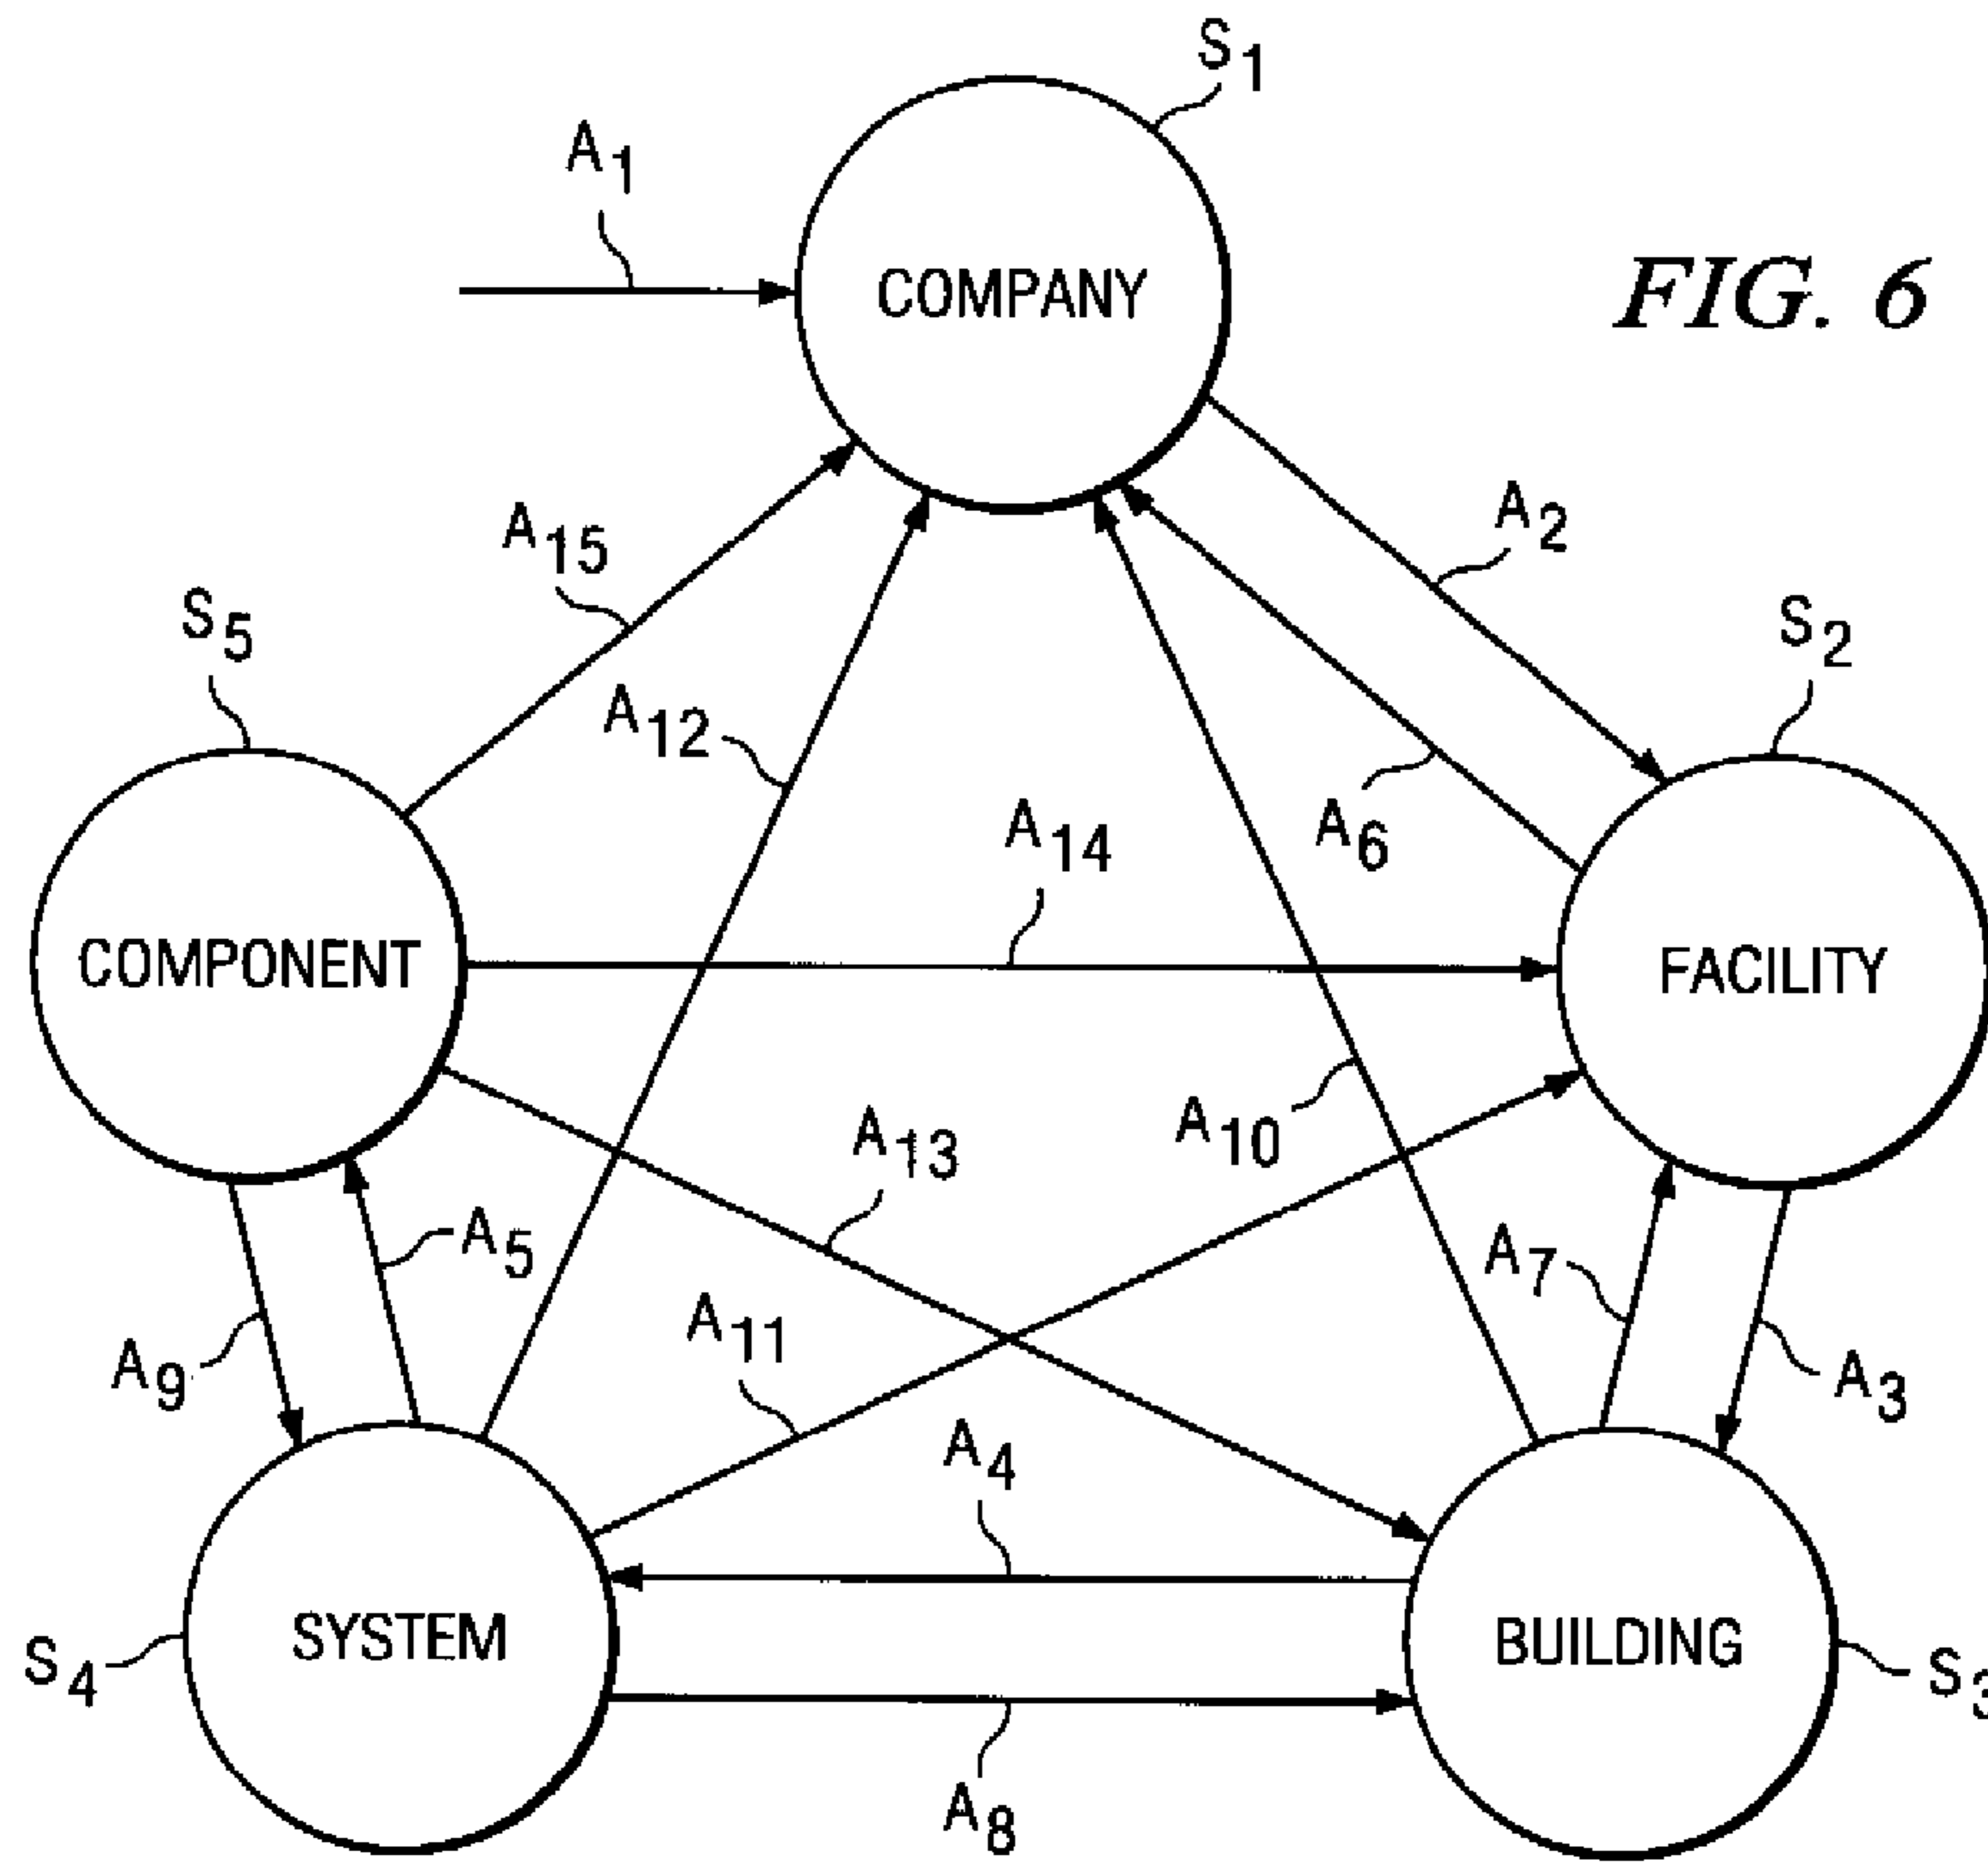 S1
A1
COMPANY
FIG. 6
A2
A15
S5
S2
A12
A14
A6
COMPONENT
FACILITY
A13
A10
A5
A7
A11
A9
A3
A4
SYSTEM
BUILDING
S4
S3
A8